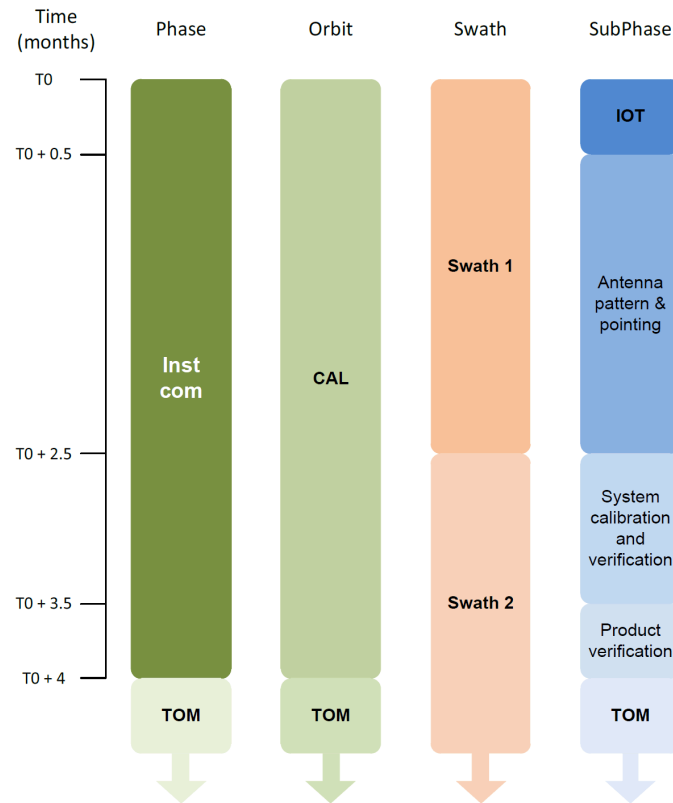 Time
(months)
Phase
Orbit
Swath
SubPhase
T0
IOT
T0 + 0.5
Swath 1
Antenna
pattern &
pointing
Inst
com
CAL
T0 + 2.5
System
calibration
and
verification
T0 + 3.5
Swath 2
Product
verification
T0 + 4
TOM
TOM
TOM